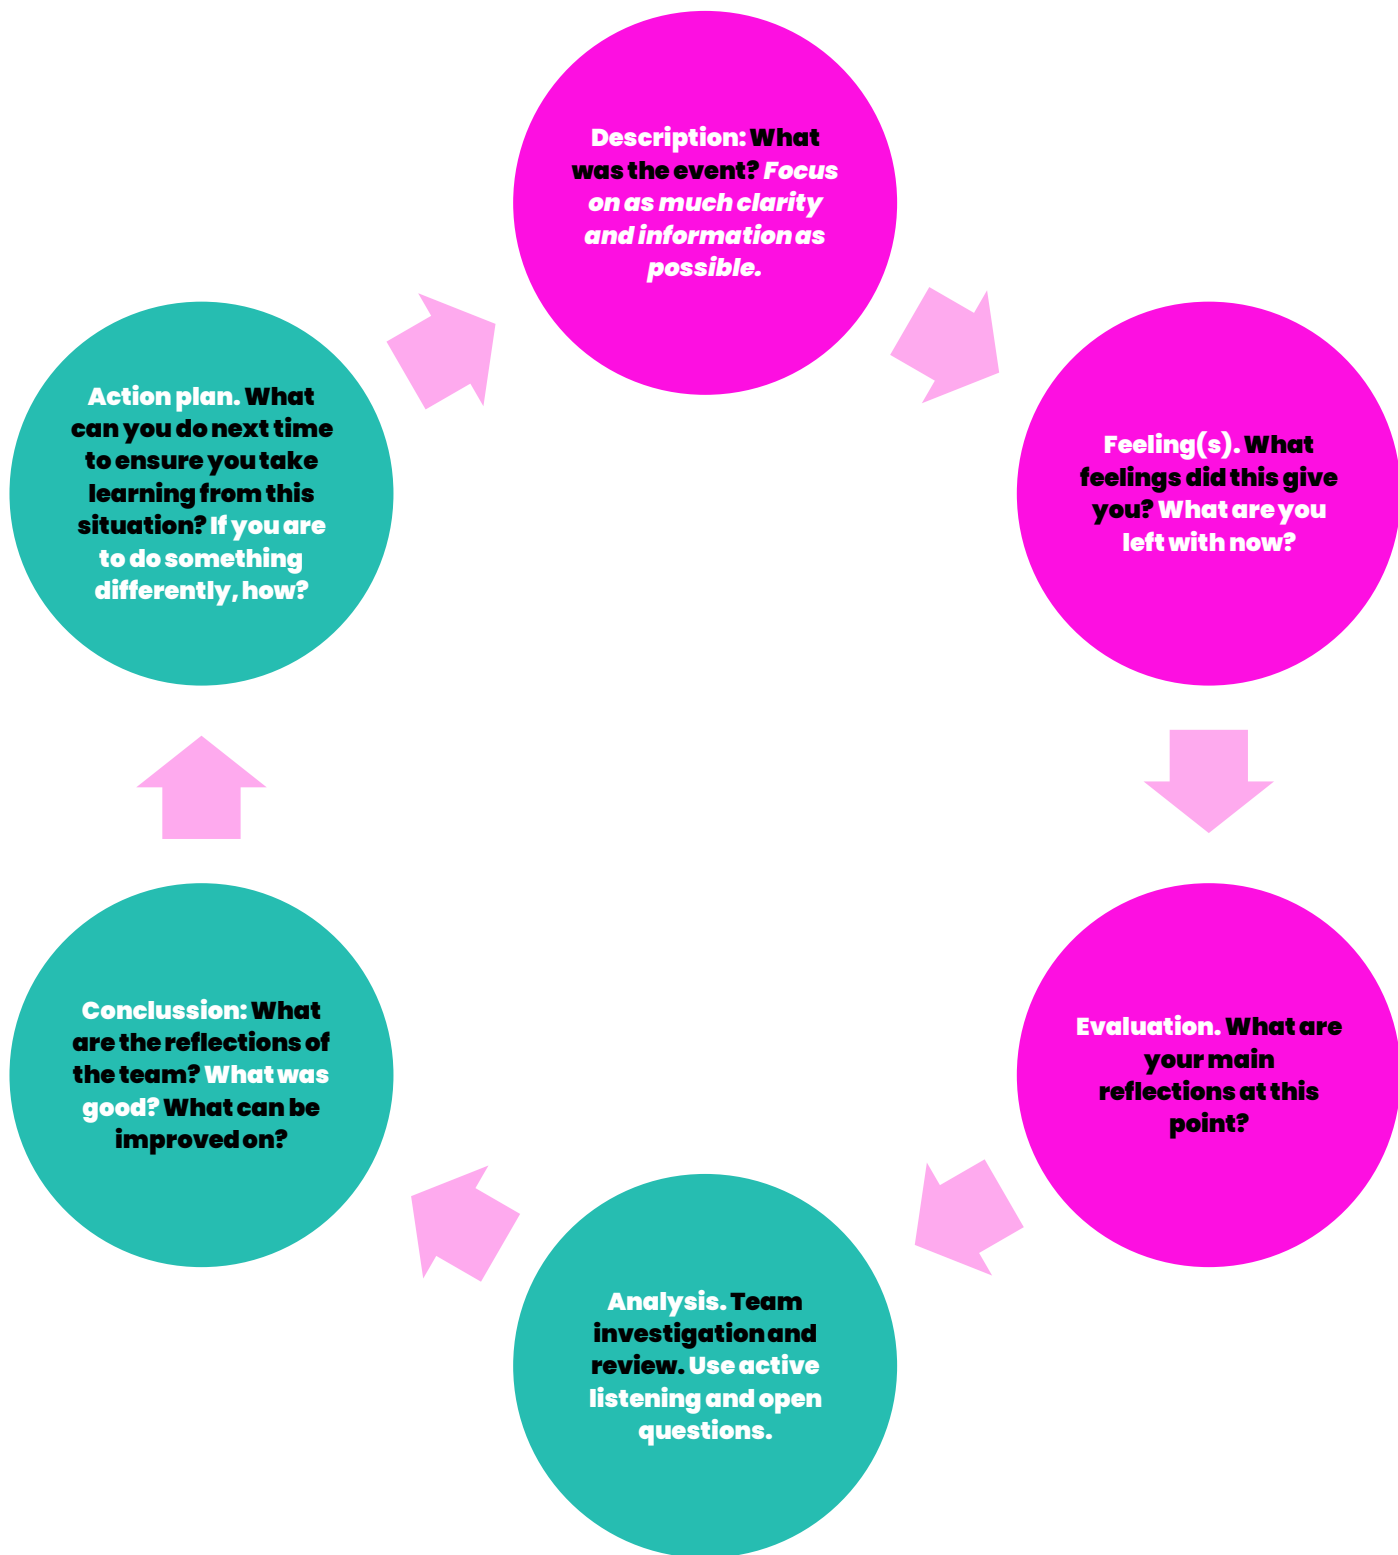 Description: What
was the event? Focus
on as much clarity
and information as
possible.
Feeling(s). What
feelings did this give
you? What are you
left with now?
Evaluation. What are
your main
reflections at this
point?
Analysis. Team
investigation and
review. Use active
listening and open
questions.
Conclussion: What
are the reflections of
the team? What was
good? What can be
improved on?
Action plan. What
can you do next time
to ensure you take
learning from this
situation? If you are
to do something
differently, how?